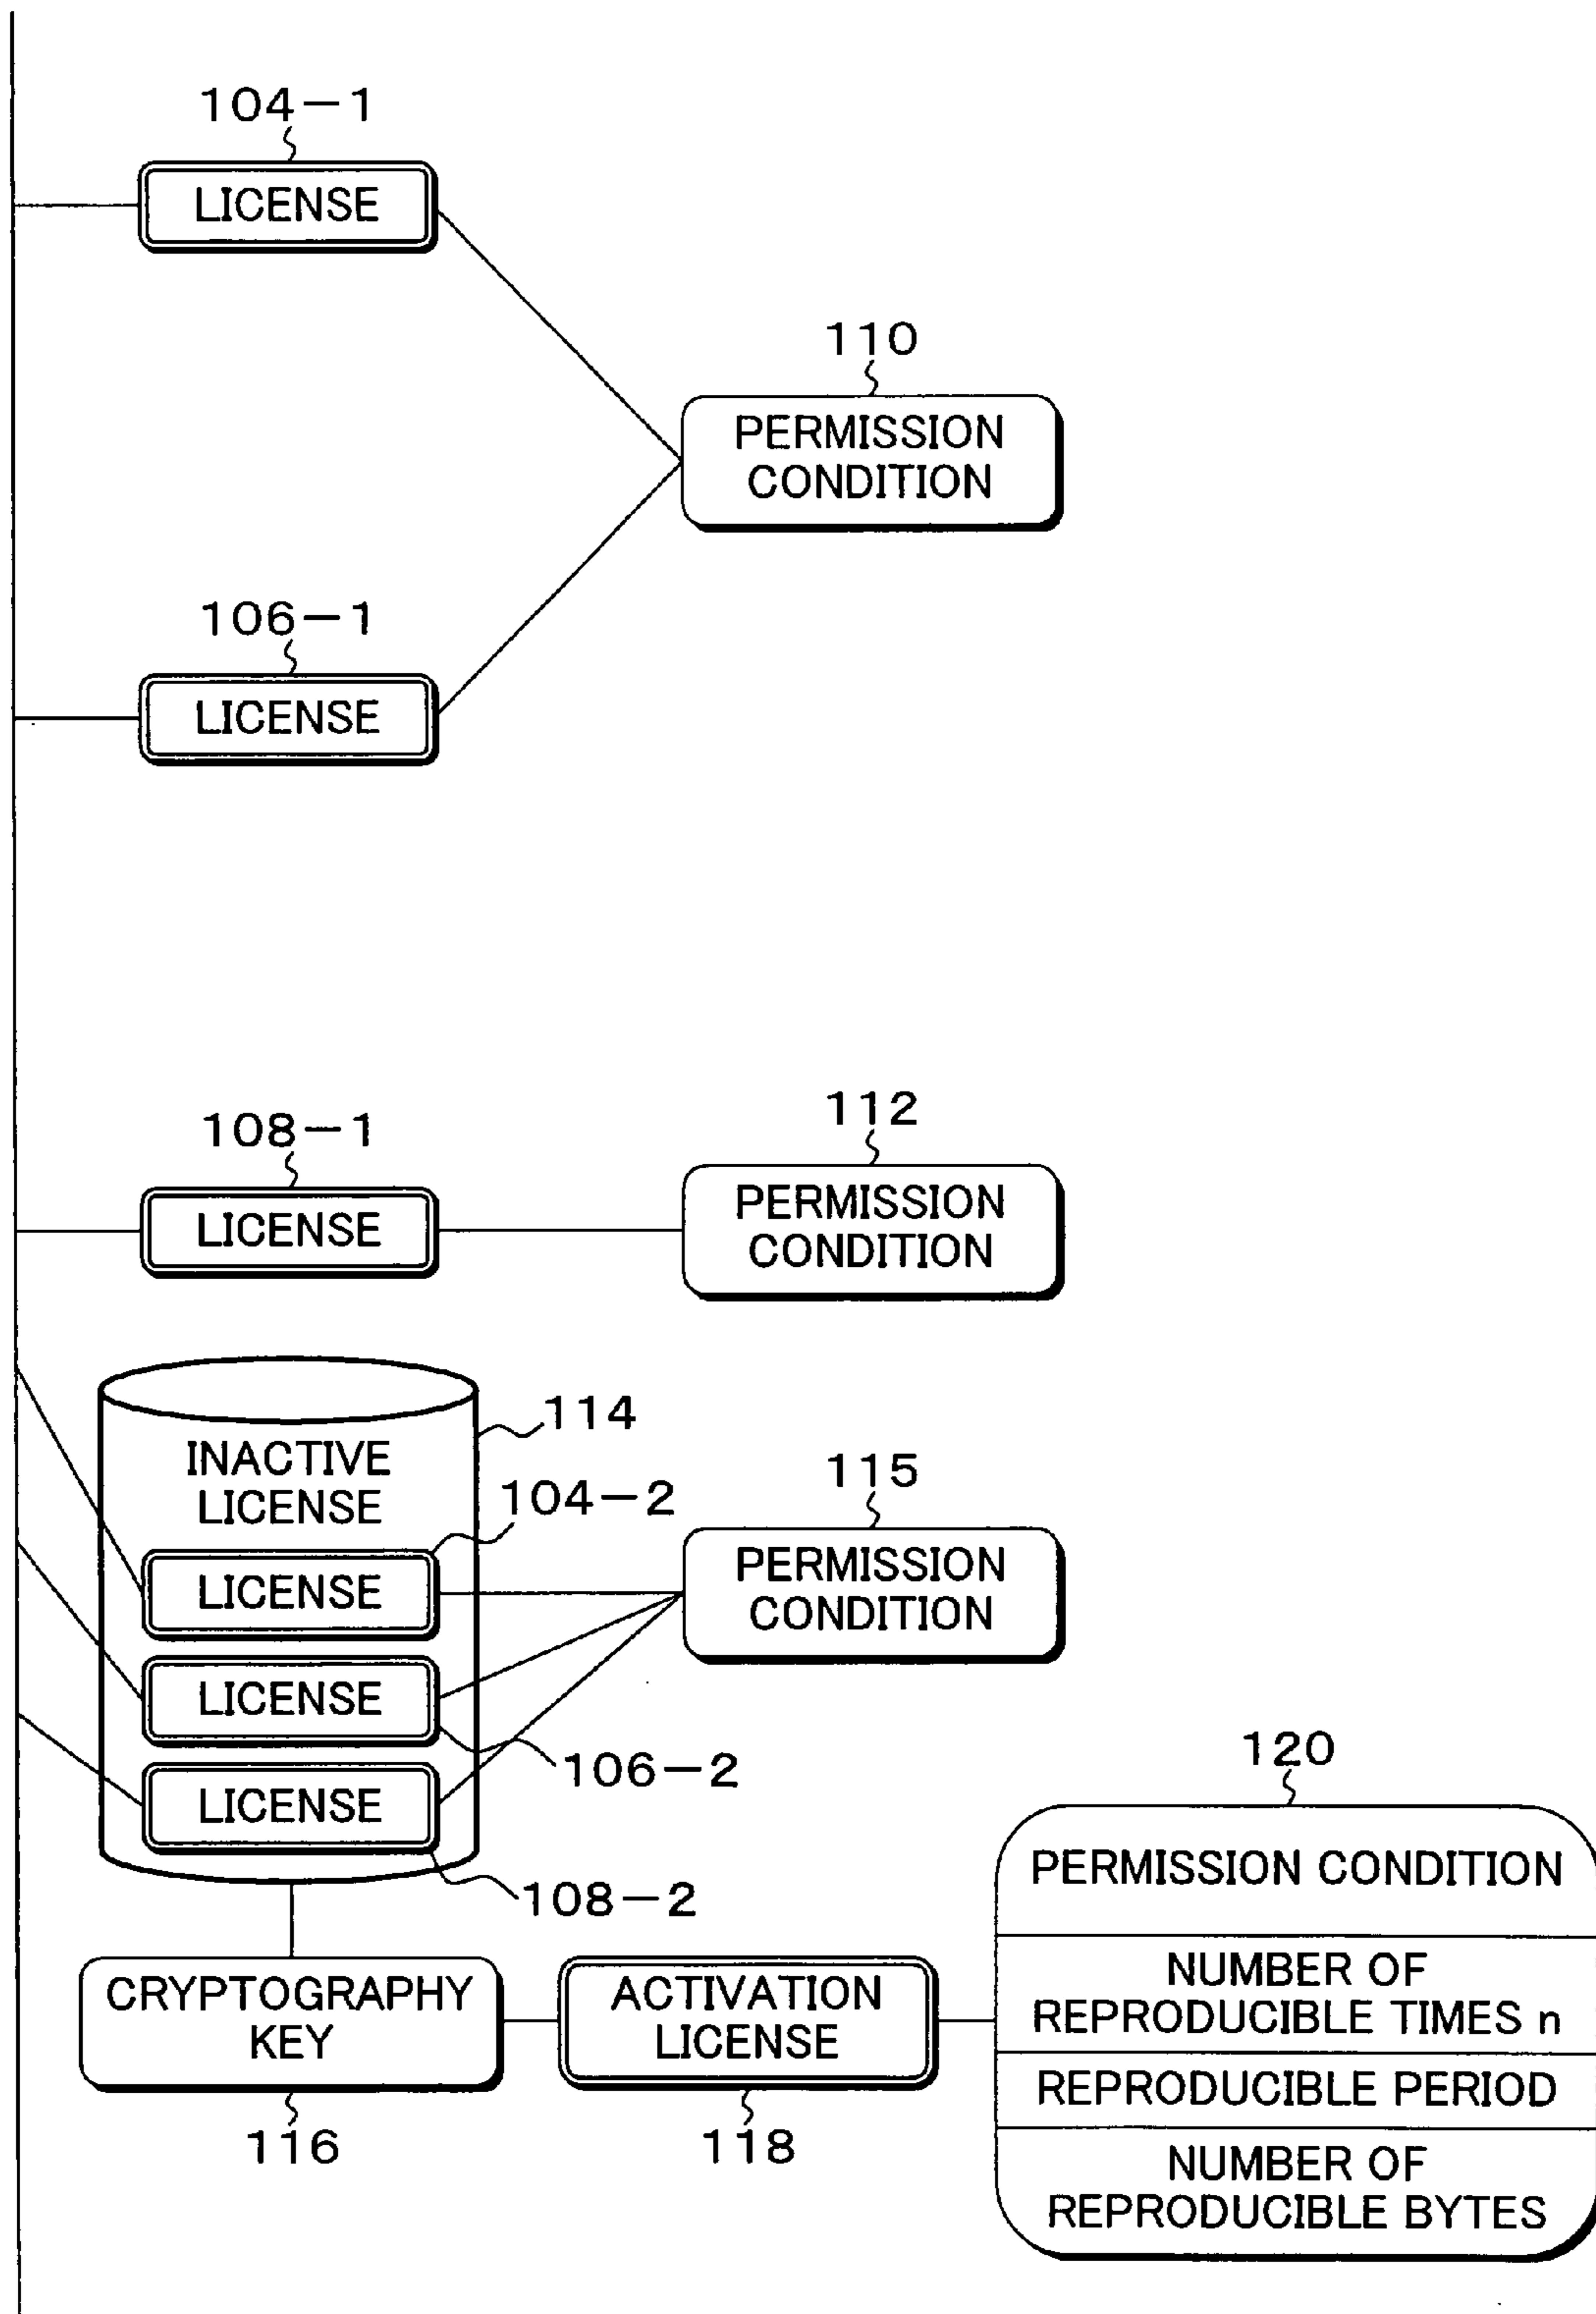 104-1
LICENSE
110
PERMISSION
CONDITION
106-1
LICENSE
108-1
LICENSE
112
PERMISSION
CONDITION
114
INACTIVE
LICENSE
104-2
115
LICENSE
PERMISSION
CONDITION
LICENSE
106-2
LICENSE
108-2
120
PERMISSION CONDITION
NUMBER OF
REPRODUCIBLE TIMES n
REPRODUCIBLE PERIOD
NUMBER OF
REPRODUCIBLE BYTES
CRYPTOGRAPHY
KEY
116
ACTIVATION
LICENSE
118